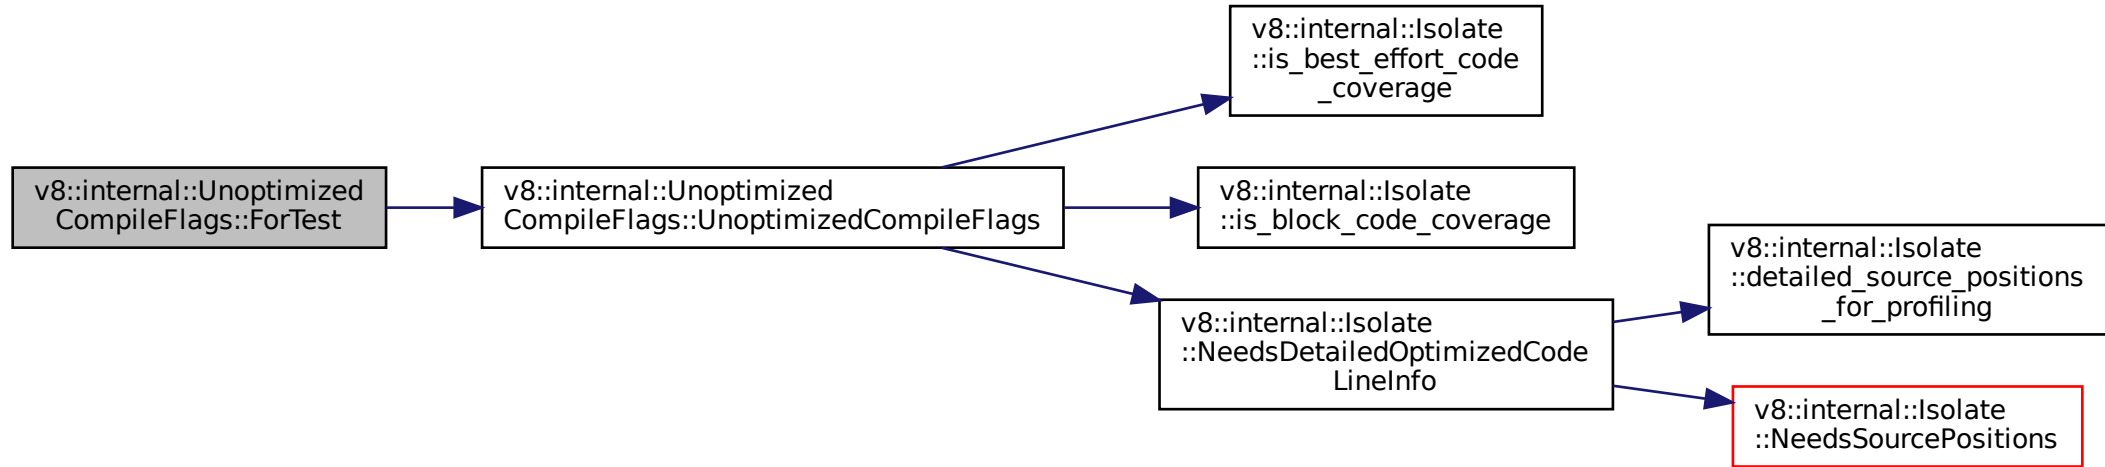 v8::internal::Unoptimized
CompileFlags::ForTest
v8::internal::Unoptimized
CompileFlags::UnoptimizedCompileFlags
v8::internal::Isolate
::is_best_effort_code
_coverage
v8::internal::Isolate
::is_block_code_coverage
v8::internal::Isolate
::NeedsDetailedOptimizedCode
LineInfo
v8::internal::Isolate
::detailed_source_positions
_for_profiling
v8::internal::Isolate
::NeedsSourcePositions